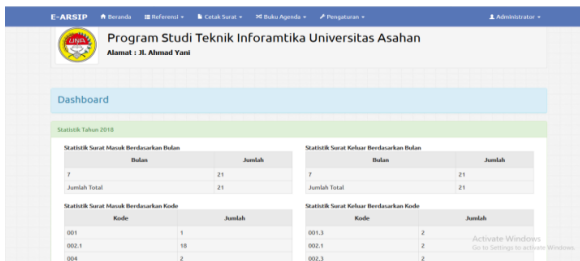 E-ARSIP Beranda Referensi Cetak Surat Buku Agenda Pengaturan Administrator
UNA
Program Studi Teknik Inforamtika Universitas Asahan
Alamat : Jl. Ahmad Yani
Dashboard
Statistik Tahun 2018
Statistik Surat Masuk Berdasarkan Bulan
Bulan Jumlah
7 21
Jumlah Total 21
Statistik Surat Keluar Berdasarkan Bulan
Bulan Jumlah
7 21
Jumlah Total 21
Statistik Surat Masuk Berdasarkan Kode
Kode Jumlah
001 1
002.1 18
004 2
Statistik Surat Keluar Berdasarkan Kode
Kode Jumlah
001.3 2
002.1 2
002.3 2
Activate Windows
Go to Settings to activate Windows.